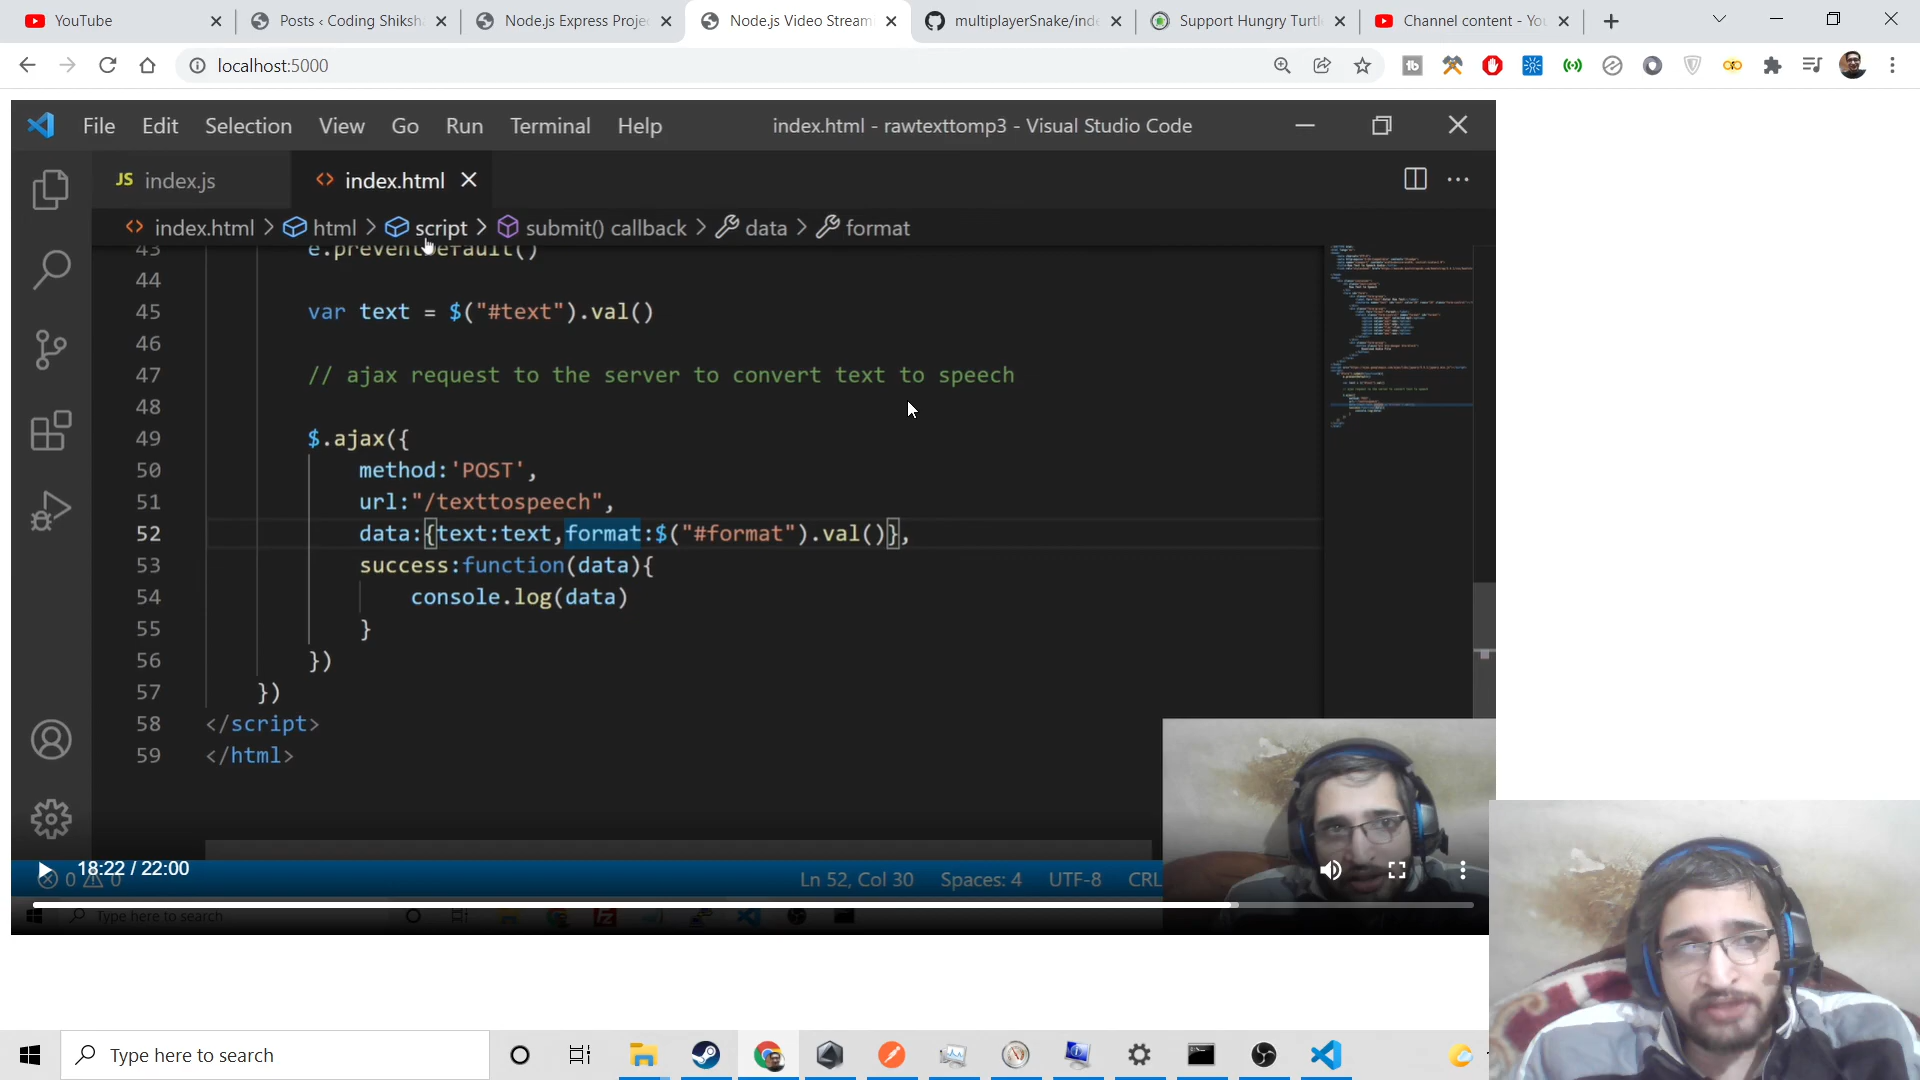 YouTube
Posts ‹ Coding Shiksha
Node.js Express Projec
Node.js Video Stream
multiplayerSnake/inde
Support Hungry Turtl
Channel content - You
localhost:5000
File Edit Selection View Go Run Terminal Help
index.html - rawtexttomp3 - Visual Studio Code
JS index.js
index.html
index.html > html > script > submit() callback > data > format
43 e.preventDefault()
44
45 var text = $("#text").val()
46
47 // ajax request to the server to convert text to speech
48
49 $.ajax({
50 method:'POST',
51 url:"/texttospeech",
52 data:{text:text,format:$("#format").val()},
53 success:function(data){
54 console.log(data)
55 }
56 })
57 })
58 </script>
59 </html>
18:22 / 22:00
0 0
Ln 52, Col 30 Spaces: 4 UTF-8 CRL
Type here to search
Type here to search